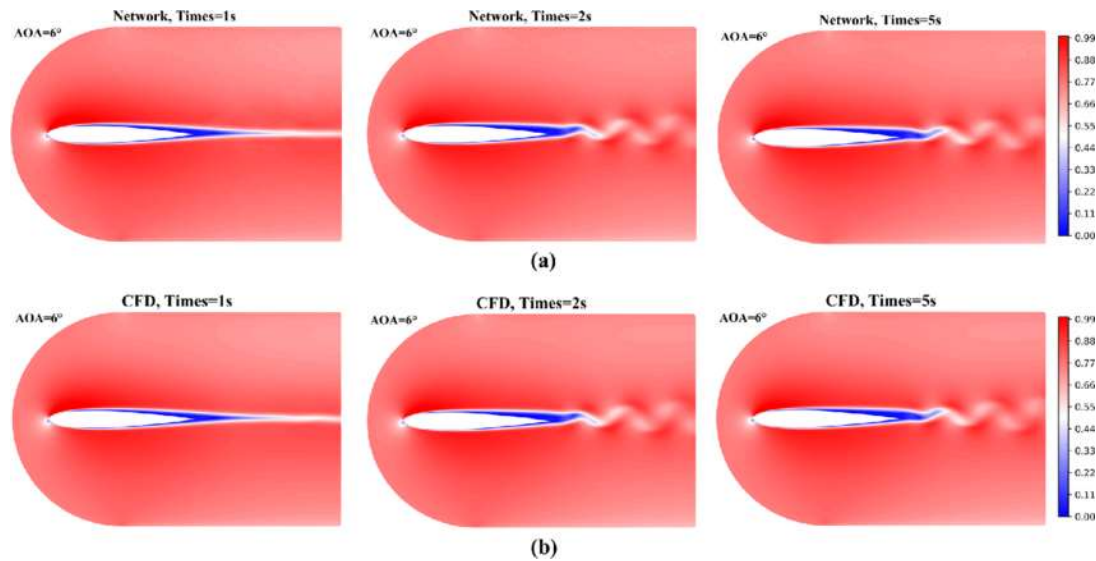 Network, Times=1s
Network, Times=2s
Network, Times=5s
AOA=6°
AOA=6°
AOA=6°
0.99
0.88
0.77
0.66
0.55
0.44
0.33
0.22
0.11
0.00
(a)
CFD, Times=1s
CFD, Times=2s
CFD, Times=5s
AOA=6°
AOA=6°
AOA=6°
0.99
0.88
0.77
0.66
0.55
0.44
0.33
0.22
0.11
0.00
(b)